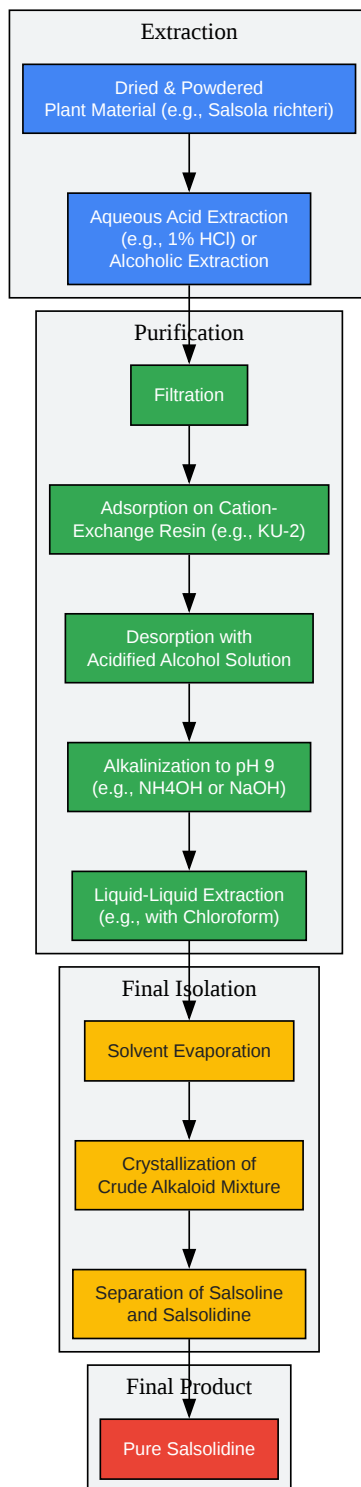 Extraction
Dried & Powdered
Plant Material (e.g., Salsola richteri)
Aqueous Acid Extraction
(e.g., 1% HCl) or
Alcoholic Extraction
Purification
Filtration
Adsorption on Cation-
Exchange Resin (e.g., KU-2)
Desorption with
Acidified Alcohol Solution
Alkalinization to pH 9
(e.g., NH4OH or NaOH)
Liquid-Liquid Extraction
(e.g., with Chloroform)
Final Isolation
Solvent Evaporation
Crystallization of
Crude Alkaloid Mixture
Separation of Salsoline
and Salsolidine
Final Product
Pure Salsolidine